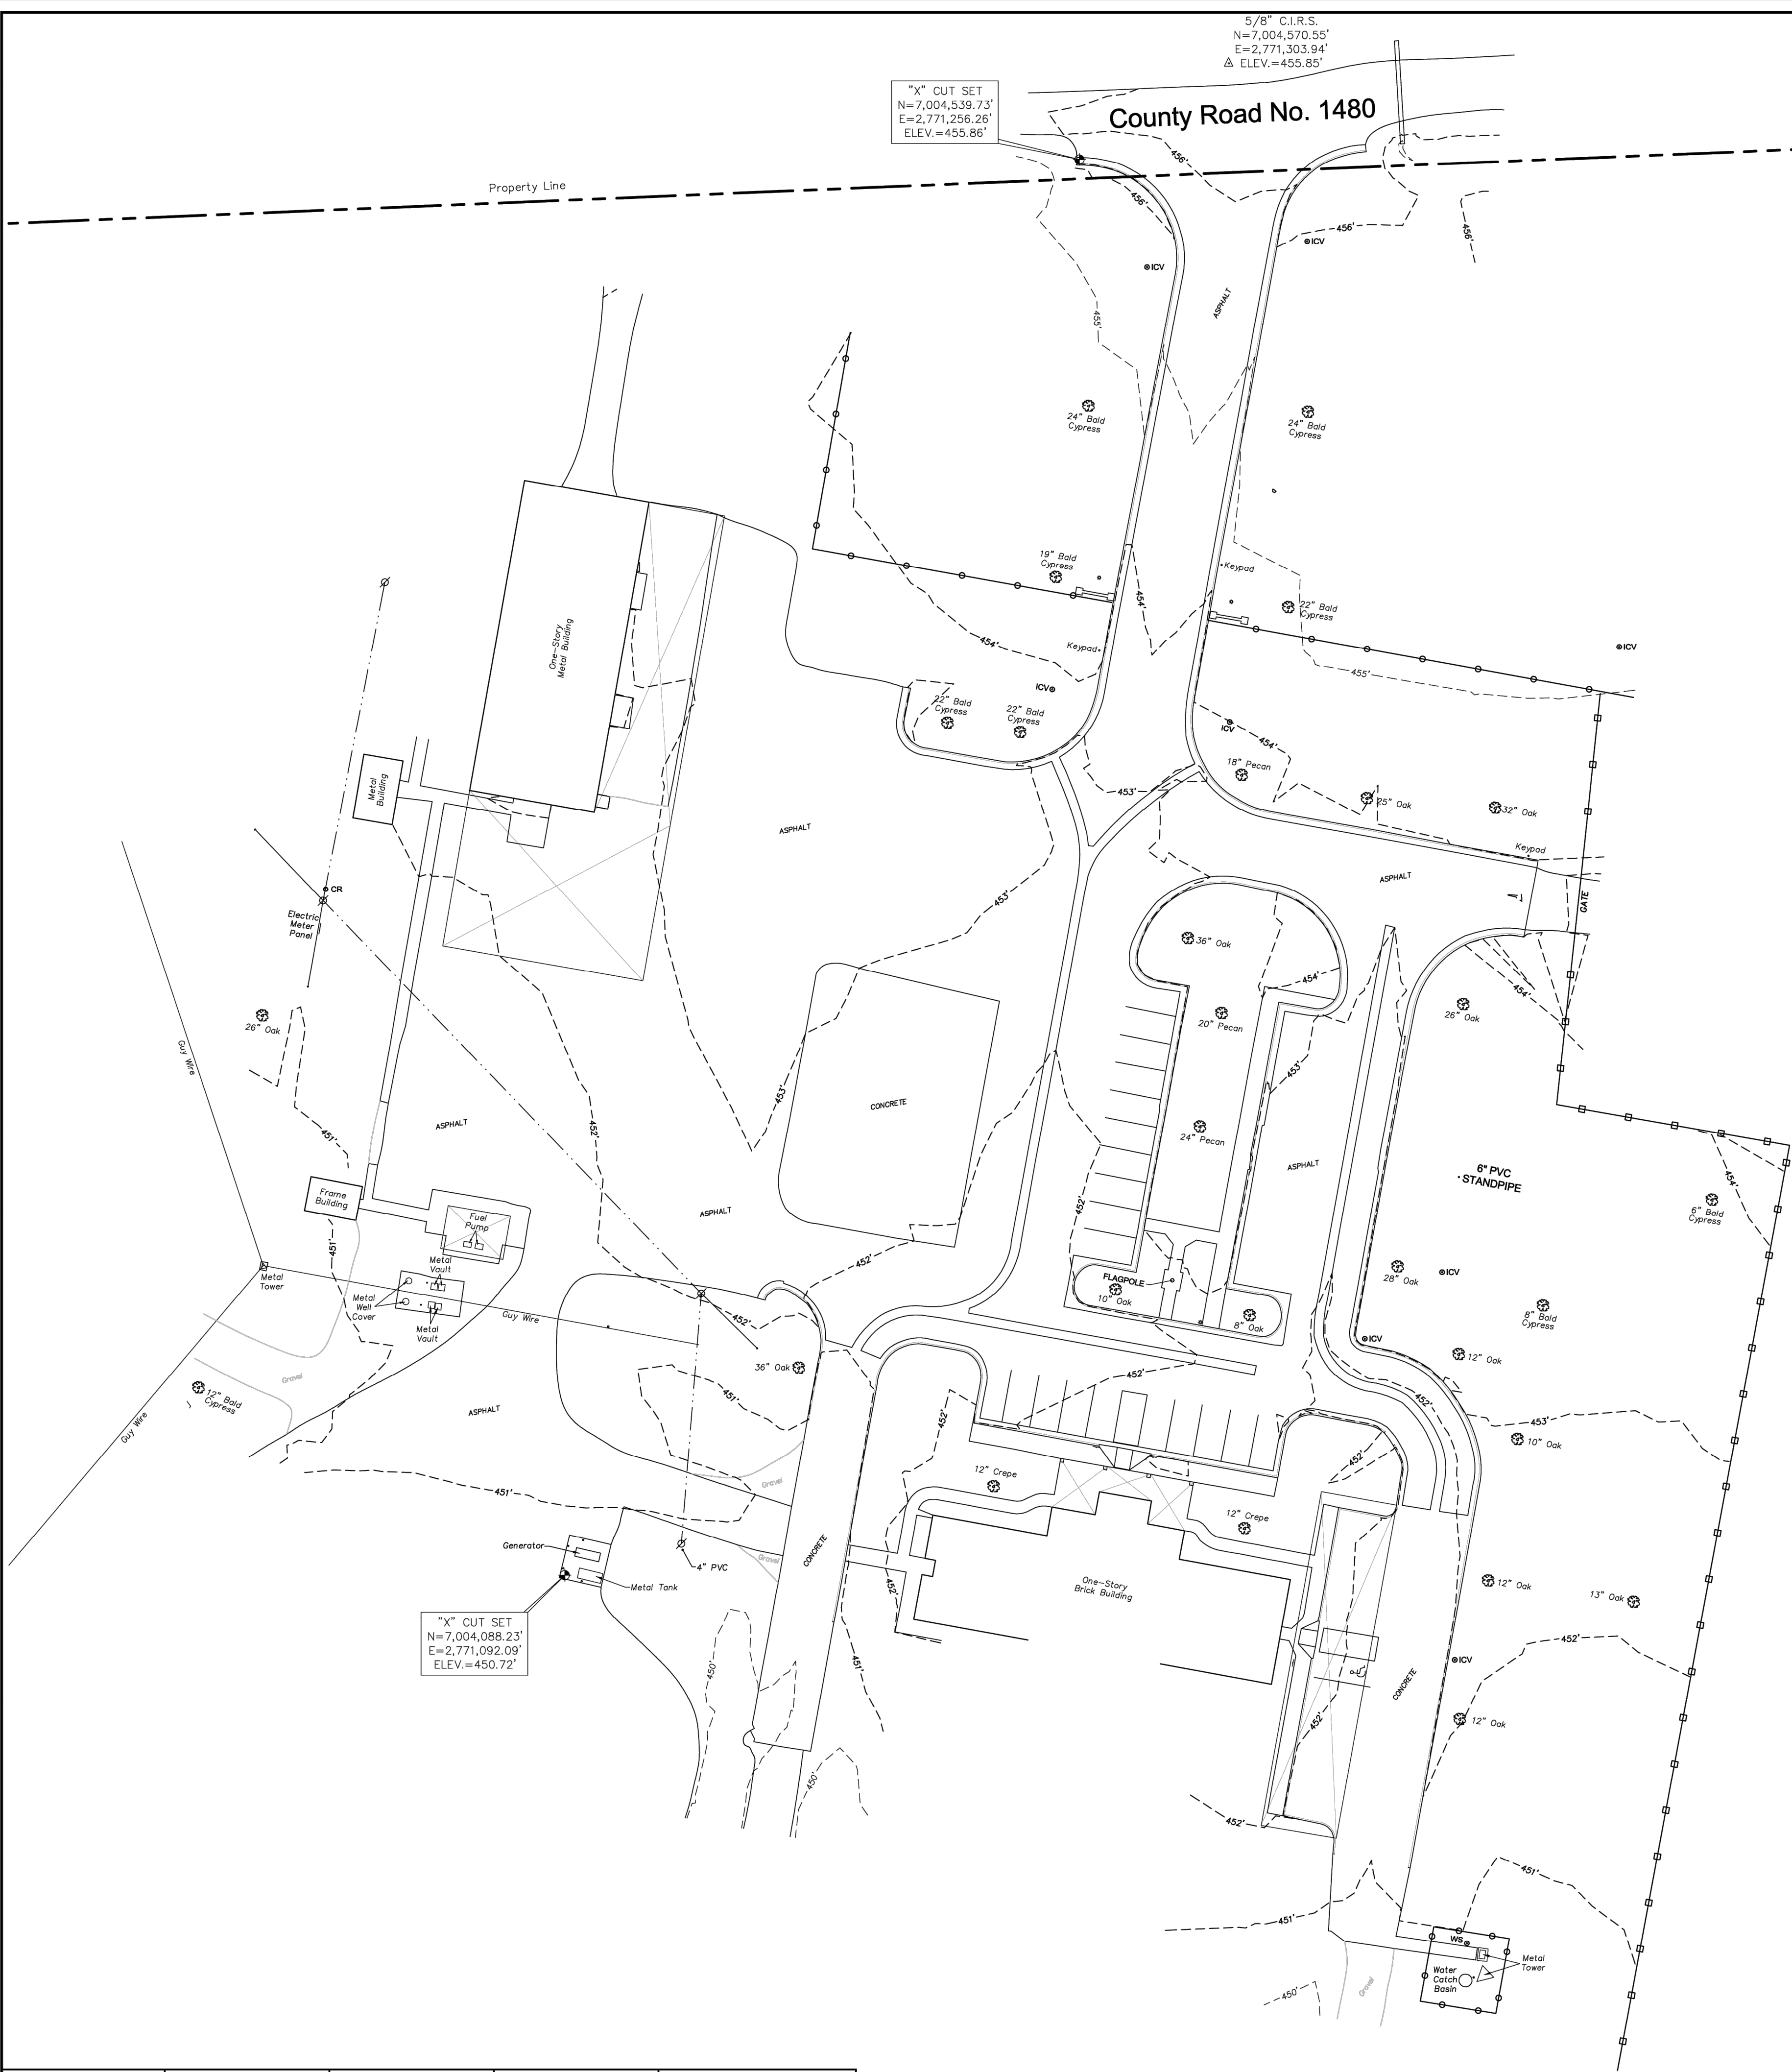 5/8" C.I.R.S.
N=7,004,570.55'
E=2,771,303.94'
ELEV.=455.85'
"X" CUT SET
N=7,004,539.73'
E=2,771,256.26'
ELEV.=455.86'
County Road No. 1480
Property Line
456'
456'
456'
456'
ICV
ICV
ASPHALT
455'
24" Bald
Cypress
24" Bald
Cypress
19" Bald
Cypress
Keypad
454'
22" Bald
Cypress
One-Story
Metal Building
454'
Keypad
ICV
455'
ICV
22" Bald
Cypress
22" Bald
Cypress
ICV
454'
18" Pecan
Metal
Building
453'
25" Oak
32" Oak
ASPHALT
Keypad
ASPHALT
CR
Electric
Meter
Panel
453'
GATE
36" Oak
454'
454'
26" Oak
20" Pecan
26" Oak
Guy Wire
453'
453'
CONCRETE
ASPHALT
452'
451'
24" Pecan
ASPHALT
6" PVC
STANDPIPE
454'
6" Bald
Cypress
Frame
Building
Fuel
Pump
ASPHALT
452'
451'
Metal
Vault
Metal
Tower
Metal
Well
Cover
Metal
Vault
Guy Wire
452'
452'
FLAGPOLE
10" Oak
8" Oak
28" Oak
ICV
8" Bald
Cypress
ICV
12" Oak
36" Oak
452'
451'
12" Bald
Cypress
Gravel
Guy Wire
ASPHALT
452'
452'
453'
10" Oak
452'
12" Crepe
Gravel
451'
12" Crepe
Generator
Gravel
CONCRETE
4" PVC
Metal Tank
452'
One-Story
Brick Building
12" Oak
13" Oak
"X" CUT SET
N=7,004,088.23'
E=2,771,092.09'
ELEV.=450.72'
450'
451'
452'
ICV
CONCRETE
452'
12" Oak
450'
452'
451'
451'
WS
Water
Catch
Basin
Metal
Tower
Gravel
450'